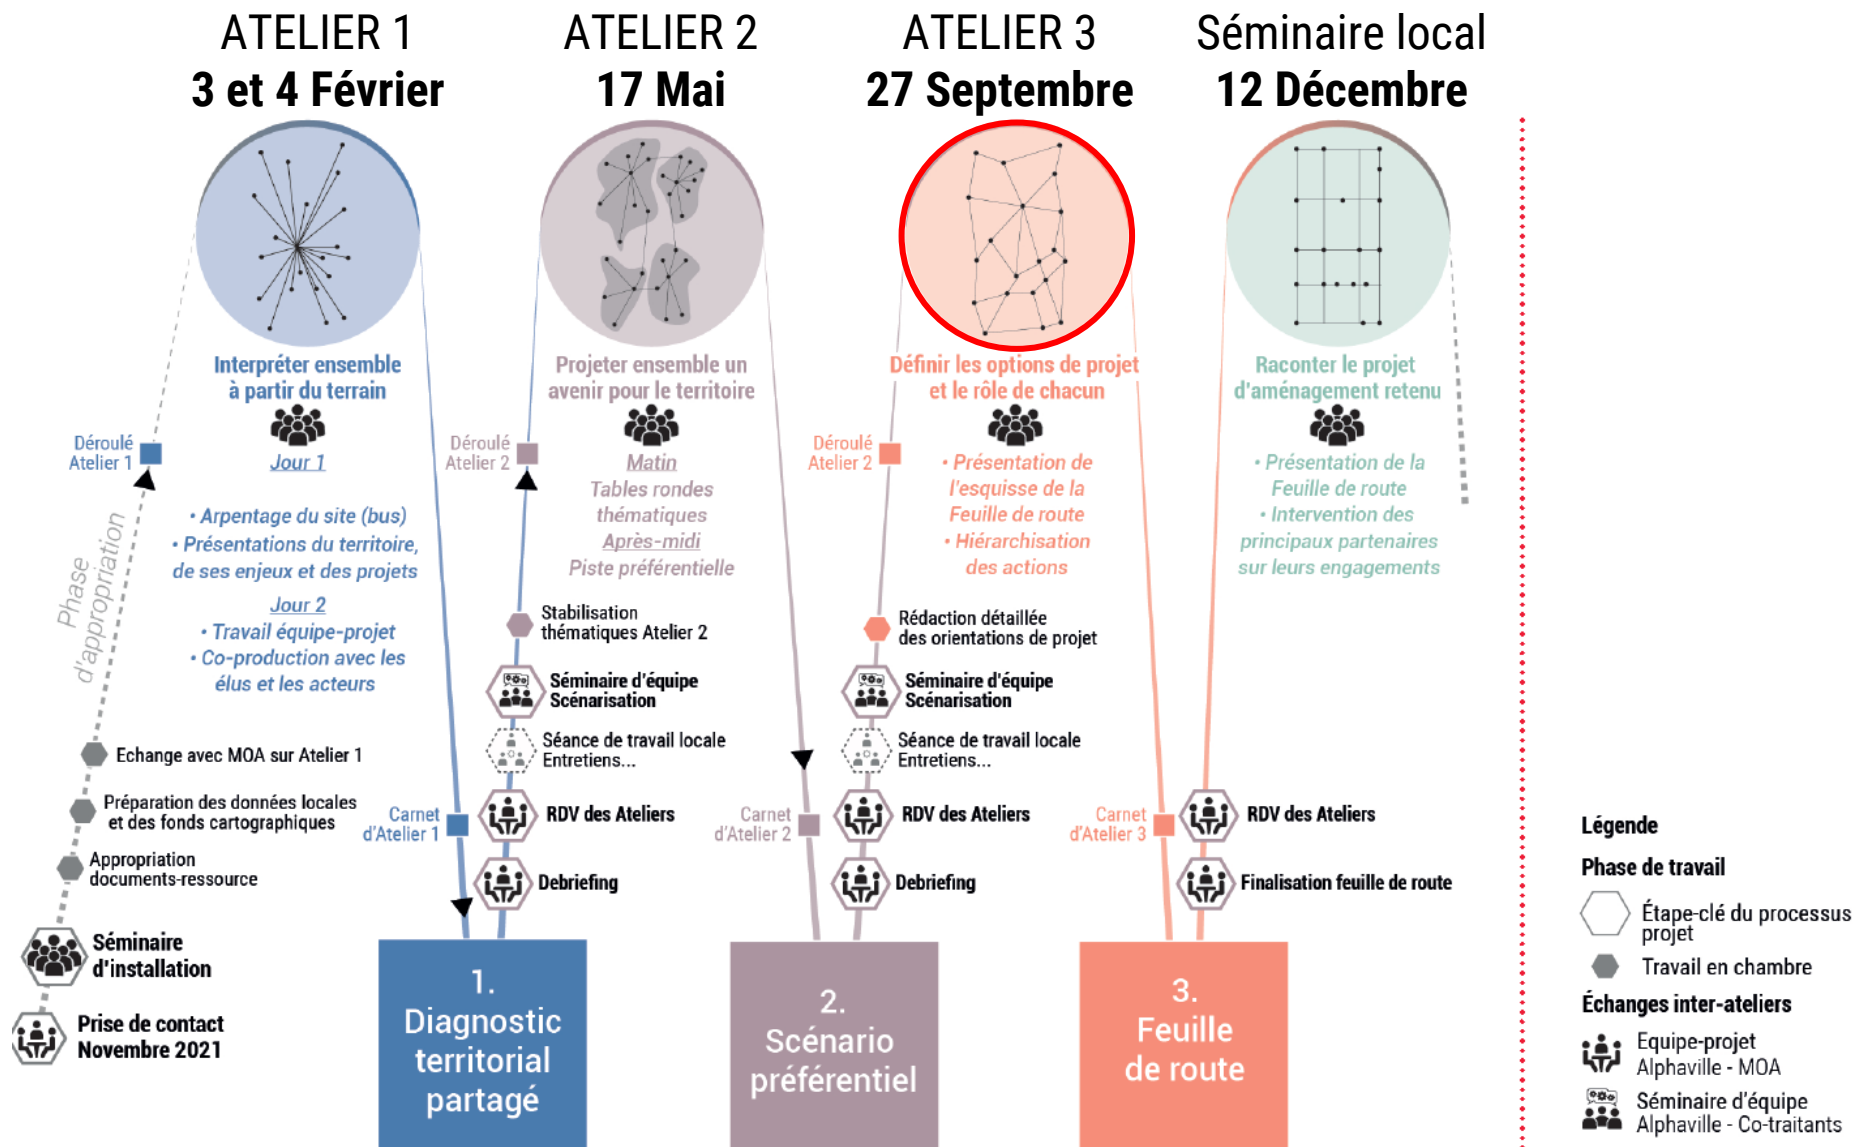 ATELIER 1
3 et 4 Février
Interpréter ensemble
à partir du terrain
Déroulé
Atelier 1
Jour 1
• Arpentage du site (bus)
• Présentations du territoire,
de ses enjeux et des projets
Jour 2
• Travail équipe-projet
• Co-production avec les
élus et les acteurs
Phase
d'appropriation
Echange avec MOA sur Atelier 1
Préparation des données locales
et des fonds cartographiques
Appropriation
documents-ressource
Séminaire
d'installation
Prise de contact
Novembre 2021
Carnet
d'Atelier 1
1.
Diagnostic
territorial
partagé
ATELIER 2
17 Mai
Projeter ensemble un
avenir pour le territoire
Déroulé
Atelier 2
Matin
Tables rondes
thématiques
Après-midi
Piste préférentielle
Stabilisation
thématiques Atelier 2
Séminaire d'équipe
Scénarisation
Séance de travail locale
Entretiens...
RDV des Ateliers
Debriefing
Carnet
d'Atelier 2
2.
Scénario
préférentiel
ATELIER 3
27 Septembre
Définir les options de projet
et le rôle de chacun
Déroulé
Atelier 2
• Présentation de
l'esquisse de la
Feuille de route
• Hiérarchisation
des actions
Rédaction détaillée
des orientations de projet
Séminaire d'équipe
Scénarisation
Séance de travail locale
Entretiens...
RDV des Ateliers
Debriefing
Carnet
d'Atelier 3
3.
Feuille
de route
Séminaire local
12 Décembre
Raconter le projet
d'aménagement retenu
• Présentation de la
Feuille de route
• Intervention des
principaux partenaires
sur leurs engagements
RDV des Ateliers
Finalisation feuille de route
Légende
Phase de travail
Étape-clé du processus
projet
Travail en chambre
Échanges inter-ateliers
Equipe-projet
Alphaville - MOA
Séminaire d'équipe
Alphaville - Co-traitants